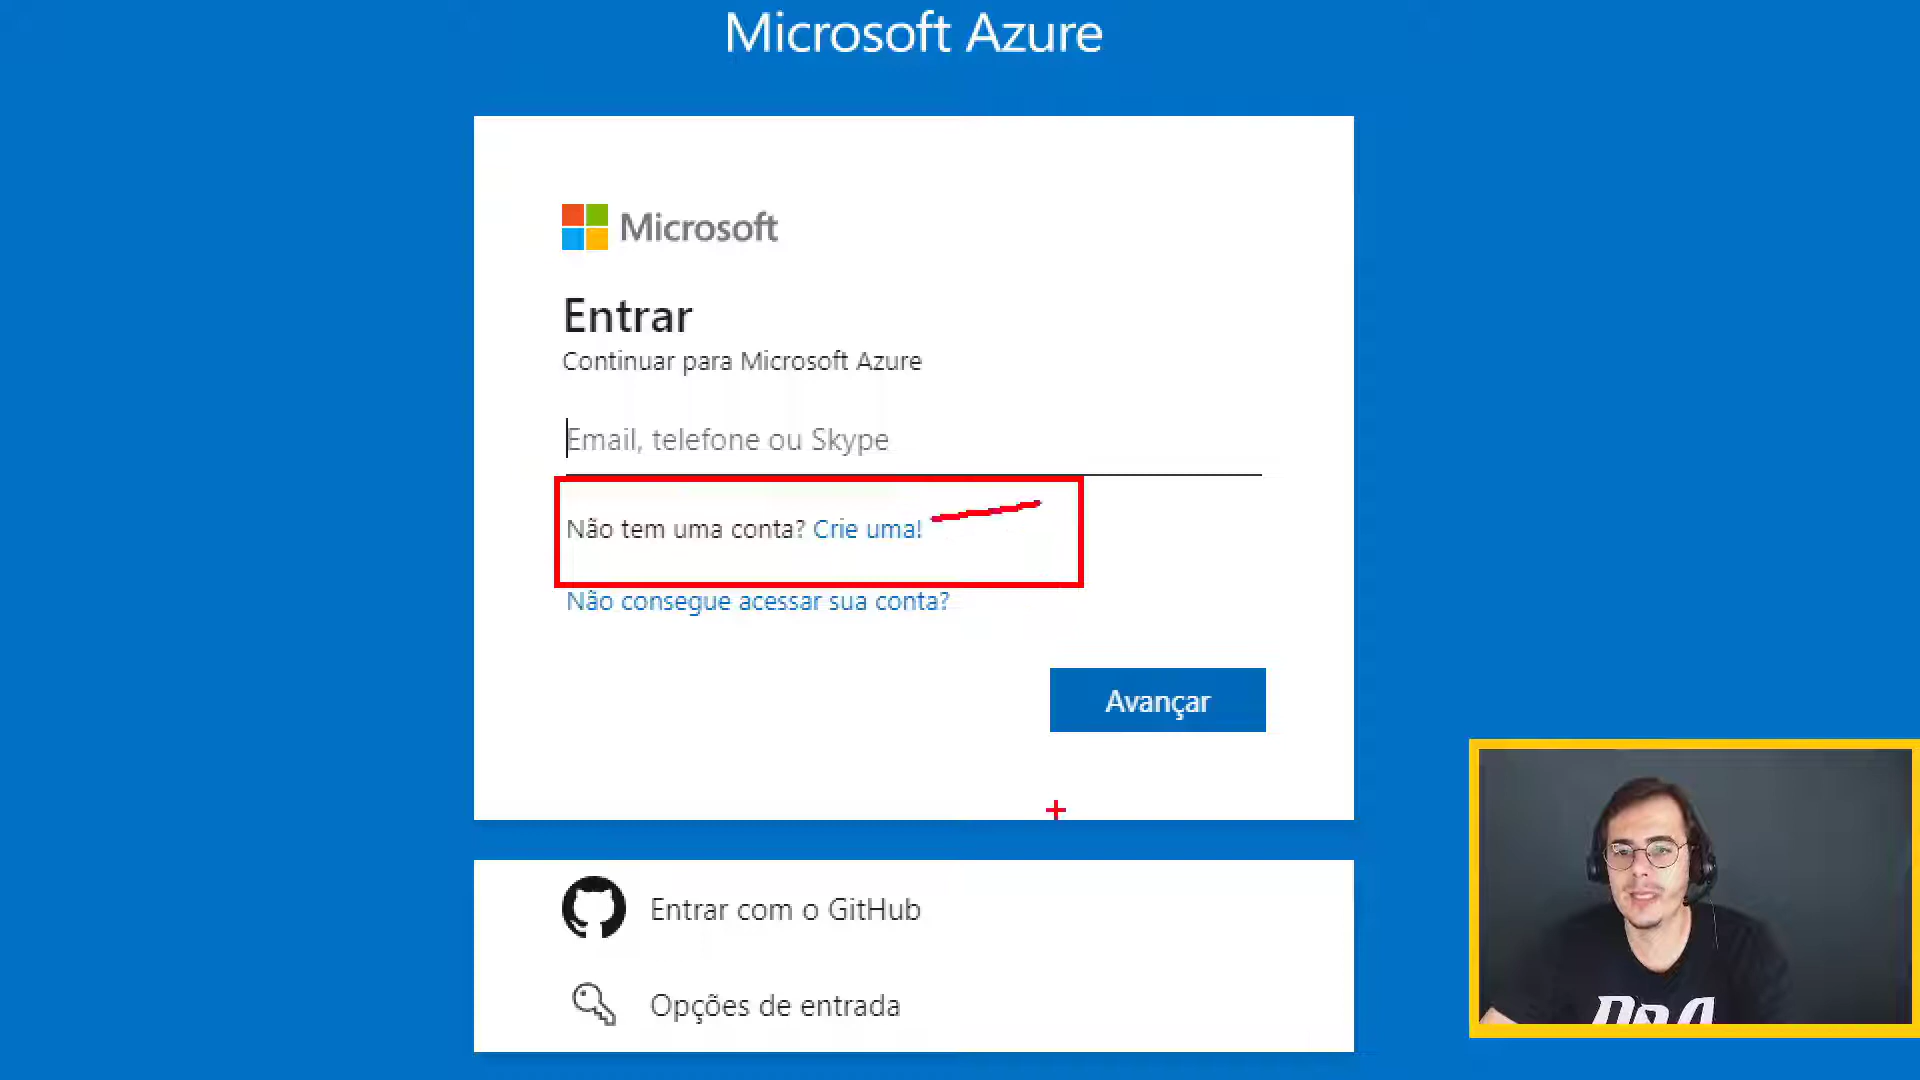 Microsoft Azure
Microsoft
Entrar
Continuar para Microsoft Azure
Email, telefone ou Skype
Não tem uma conta? Crie uma!
Não consegue acessar sua conta?
Avançar
Entrar com o GitHub
Opções de entrada